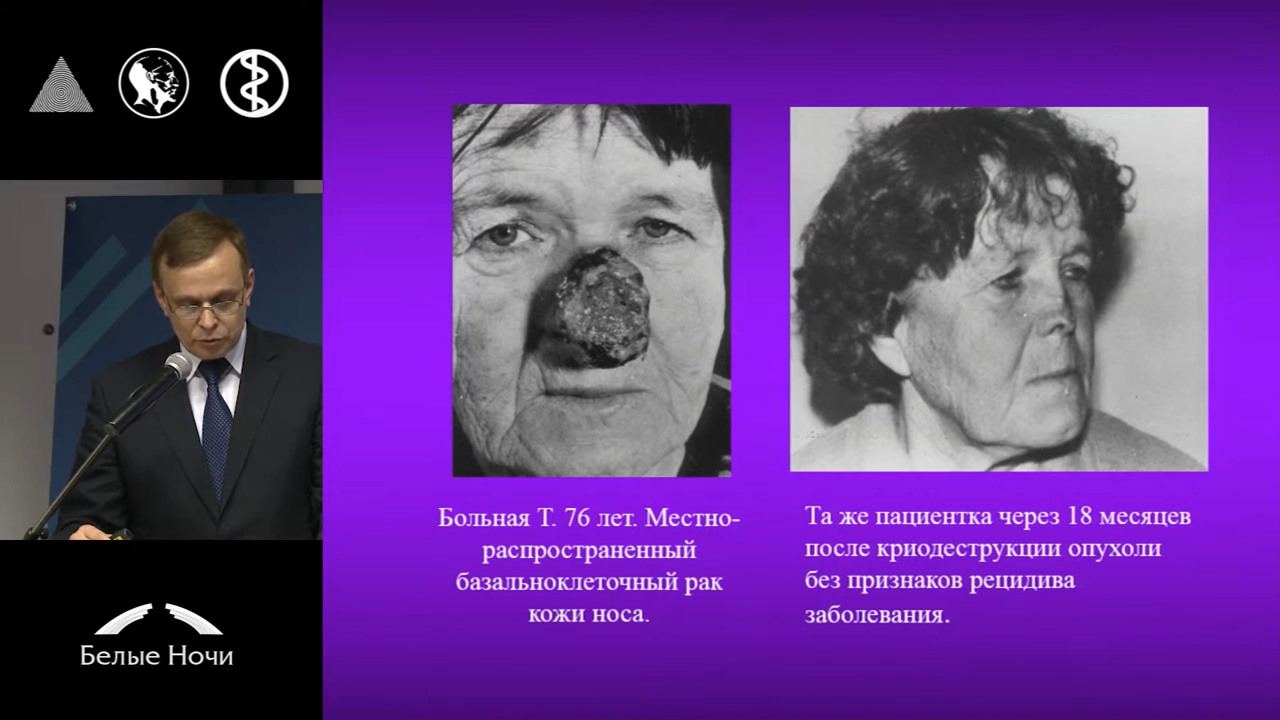 Белые Ночи
Больная Т. 76 лет. Местно-
распространенный
базальноклеточный рак
кожи носа.
Та же пациентка через 18 месяцев
после криодеструкции опухоли
без признаков рецидива
заболевания.